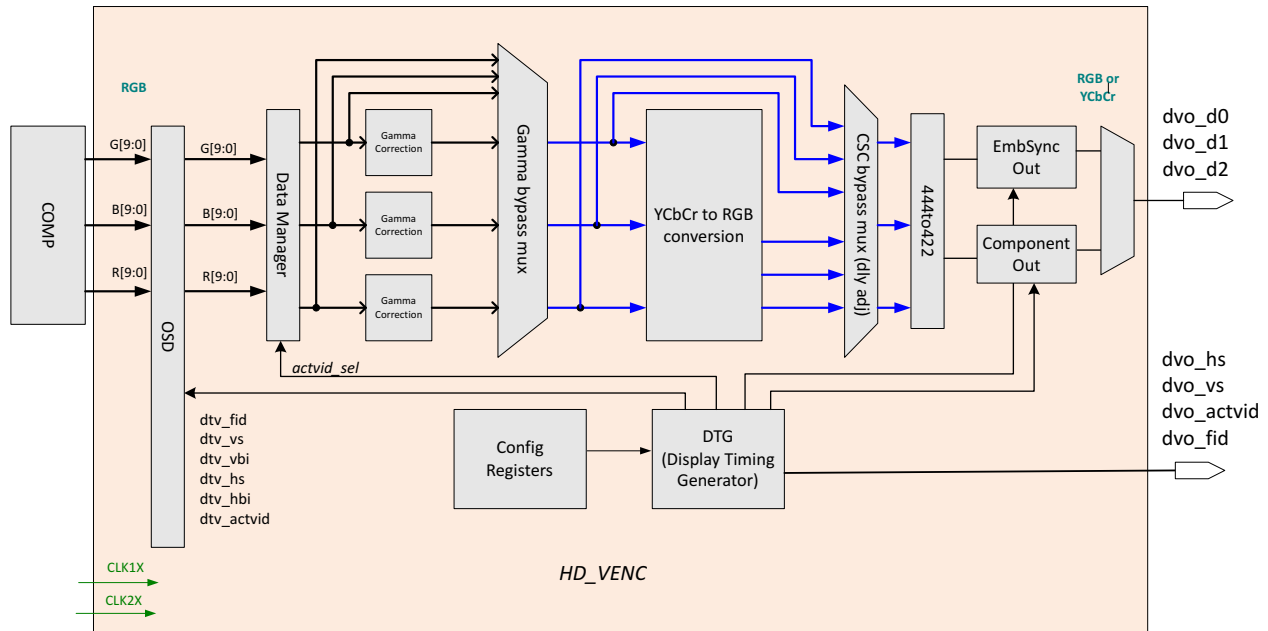 RGB
RGB or
YCbCr
COMP
G[9:0]
B[9:0]
R[9:0]
OSD
G[9:0]
B[9:0]
R[9:0]
Data Manager
Gamma
Correction
Gamma
Correction
Gamma
Correction
Gamma bypass mux
YCbCr to RGB
conversion
CSC bypass mux (dly adj)
444to422
EmbSync
Out
Component
Out
dvo_d0
dvo_d1
dvo_d2
actvid_sel
dtv_fid
dtv_vs
dtv_vbi
dtv_hs
dtv_hbi
dtv_actvid
Config
Registers
DTG
(Display Timing
Generator)
dvo_hs
dvo_vs
dvo_actvid
dvo_fid
CLK1X
CLK2X
HD_VENC